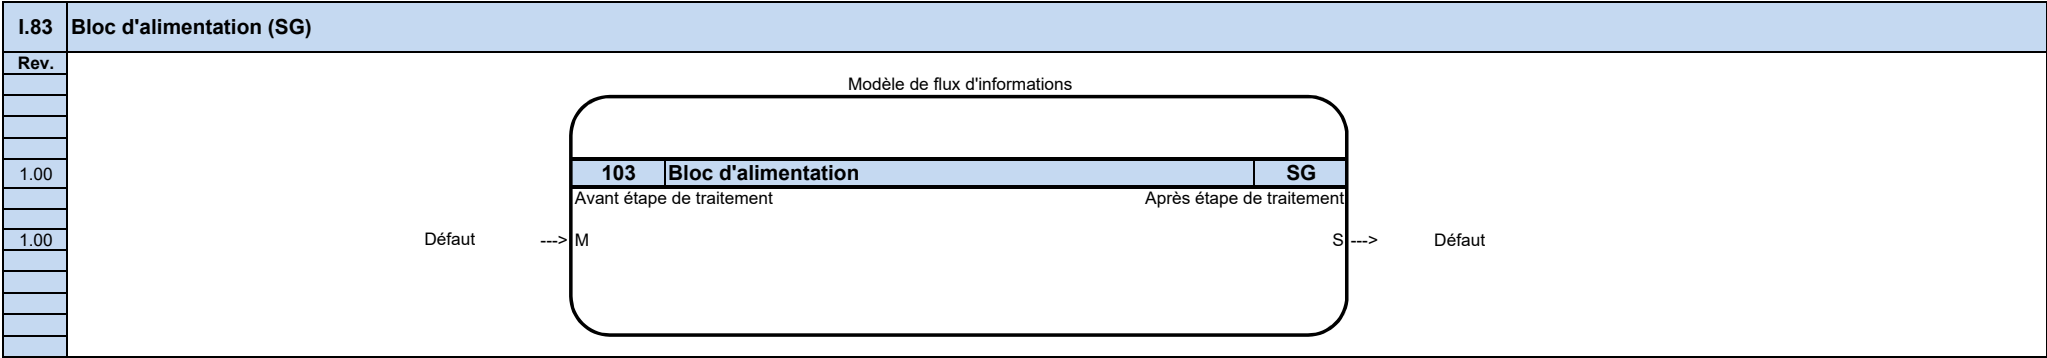 I.83 Bloc d'alimentation (SG)
Rev.
Modèle de flux d'informations
1.00 103 Bloc d'alimentation SG
Avant étape de traitement Après étape de traitement
1.00 Défaut ---> M S ---> Défaut